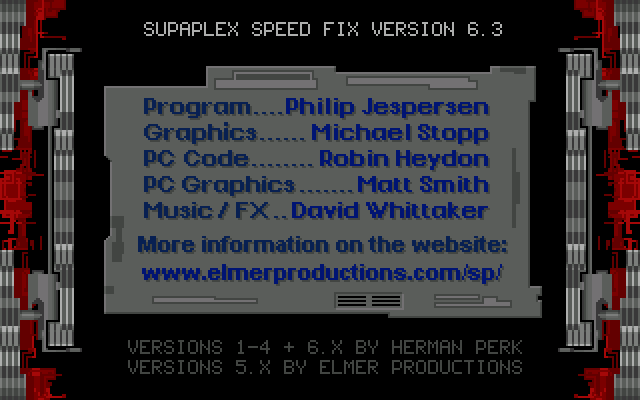 SUPAPLEX SPEED FIX VERSION 6.3
Program....Philip Jespersen
Graphics......Michael Stopp
PC Code........Robin Heydon
PC Graphics.......Matt Smith
Music / FX..David Whittaker
More information on the website:
www.elmerproductions.com/sp/
VERSIONS 1-4 + 6.X BY HERMAN PERK
VERSIONS 5.X BY ELMER PRODUCTIONS